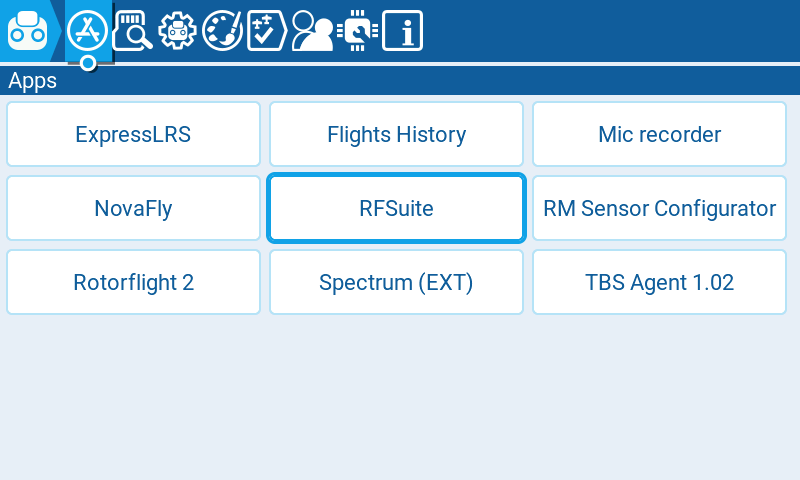 Apps
ExpressLRS
Flights History
Mic recorder
NovaFly
RFSuite
RM Sensor Configurator
Rotorflight 2
Spectrum (EXT)
TBS Agent 1.02